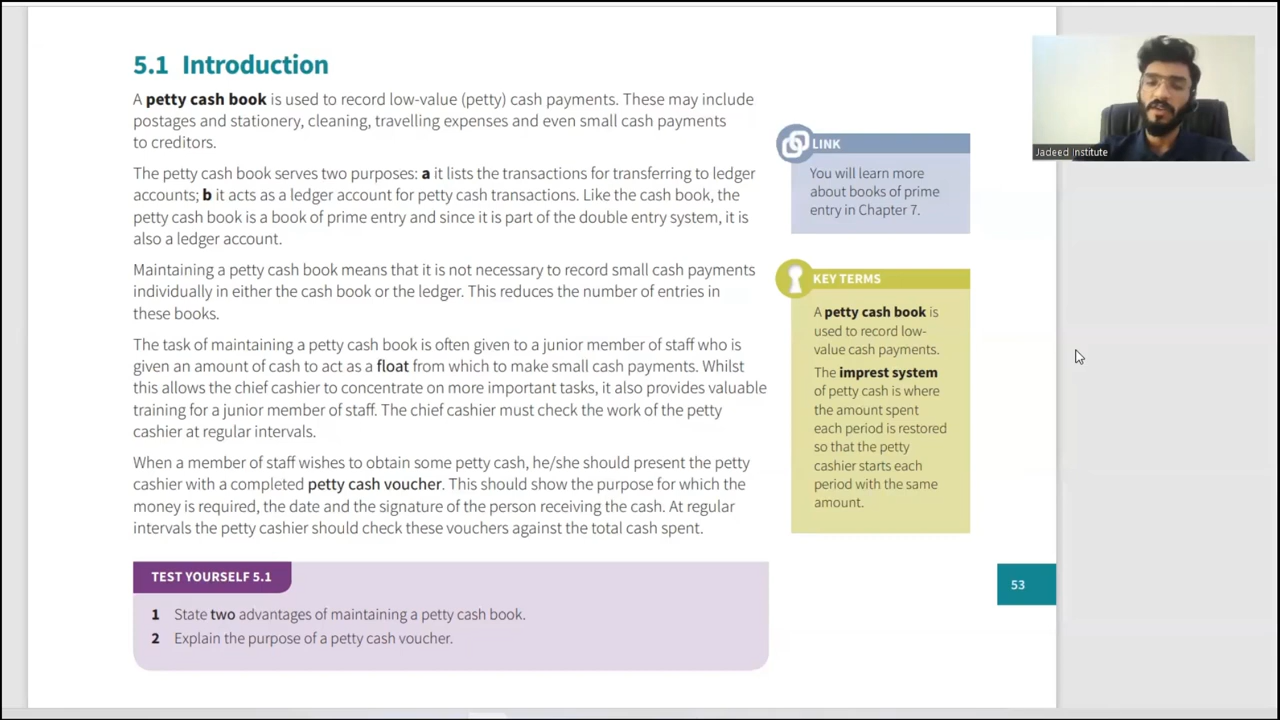 5.1 Introduction
A petty cash book is used to record low-value (petty) cash payments. These may include
postages and stationery, cleaning, travelling expenses and even small cash payments
to creditors.
The petty cash book serves two purposes: a it lists the transactions for transferring to ledger
accounts; b it acts as a ledger account for petty cash transactions. Like the cash book, the
petty cash book is a book of prime entry and since it is part of the double entry system, it is
also a ledger account.
Maintaining a petty cash book means that it is not necessary to record small cash payments
individually in either the cash book or the ledger. This reduces the number of entries in
these books.
The task of maintaining a petty cash book is often given to a junior member of staff who is
given an amount of cash to act as a float from which to make small cash payments. Whilst
this allows the chief cashier to concentrate on more important tasks, it also provides valuable
training for a junior member of staff. The chief cashier must check the work of the petty
cashier at regular intervals.
When a member of staff wishes to obtain some petty cash, he/she should present the petty
cashier with a completed petty cash voucher. This should show the purpose for which the
money is required, the date and the signature of the person receiving the cash. At regular
intervals the petty cashier should check these vouchers against the total cash spent.
TEST YOURSELF 5.1
1 State two advantages of maintaining a petty cash book.
2 Explain the purpose of a petty cash voucher.
LINK
You will learn more
about books of prime
entry in Chapter 7.
KEY TERMS
A petty cash book is
used to record low-
value cash payments.
The imprest system
of petty cash is where
the amount spent
each period is restored
so that the petty
cashier starts each
period with the same
amount.
53
Jadeed Institute